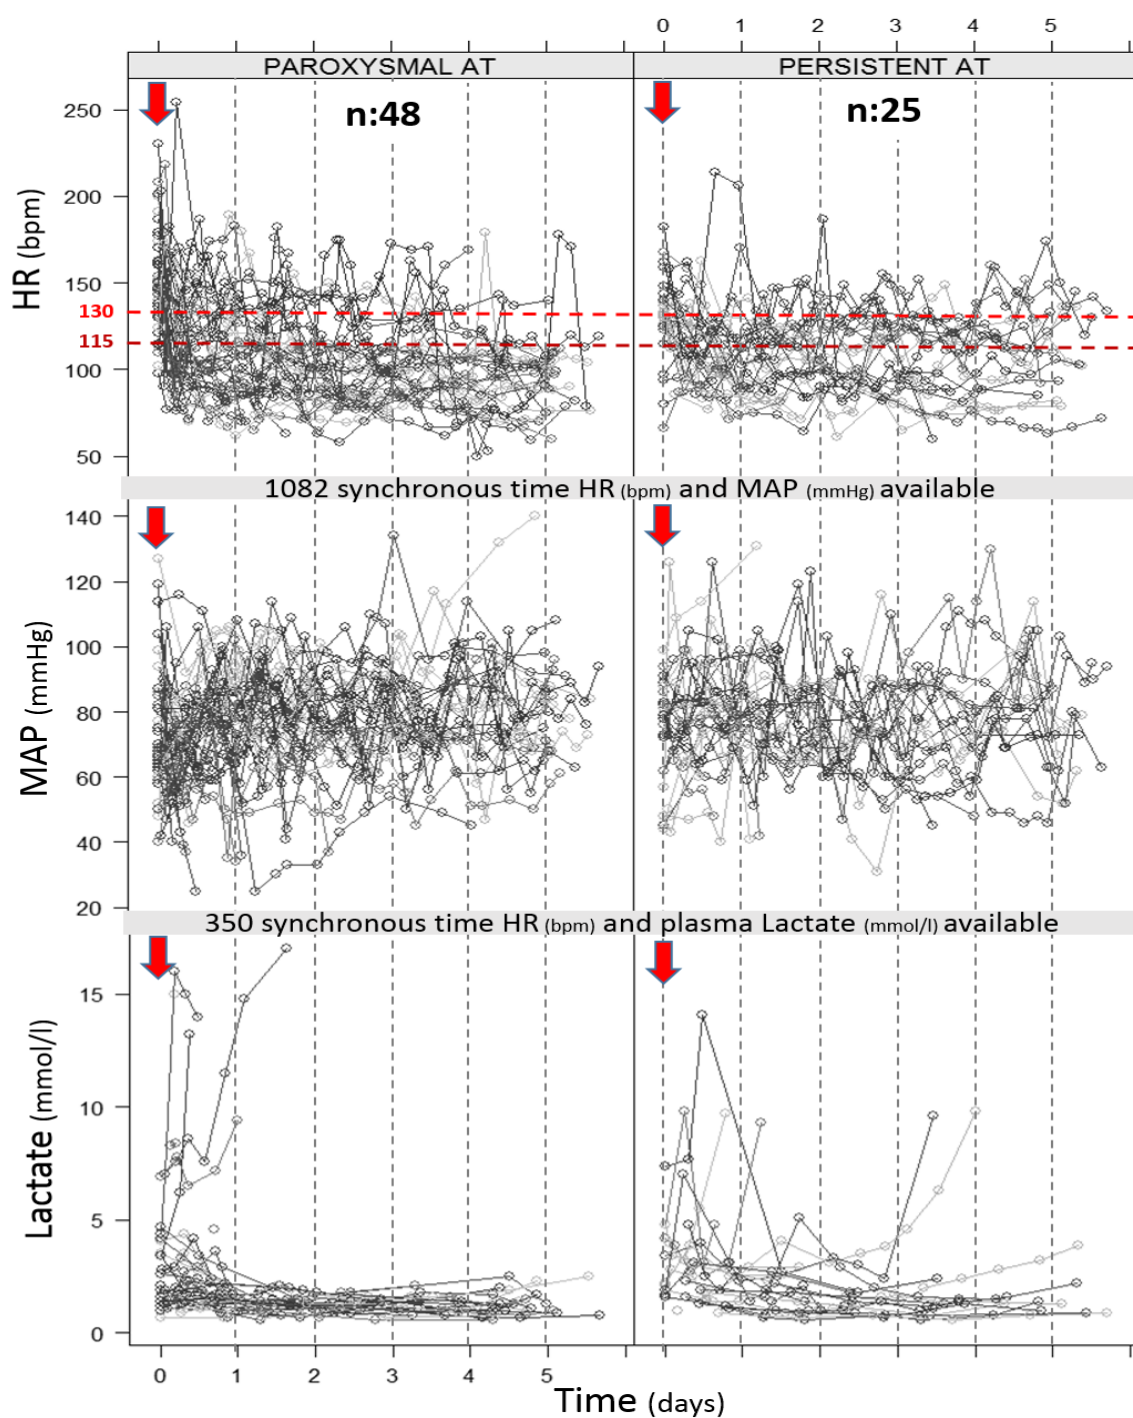 0 1 2 3 4 5
PAROXYSMAL AT PERSISTENT AT
n:48 n:25
HR (bpm)
250
200
150
130
115
100
50
1082 synchronous time HR (bpm) and MAP (mmHg) available
MAP (mmHg)
140
120
100
80
60
40
20
350 synchronous time HR (bpm) and plasma Lactate (mmol/l) available
Lactate (mmol/l)
15
10
5
0
0 1 2 3 4 5
Time (days)